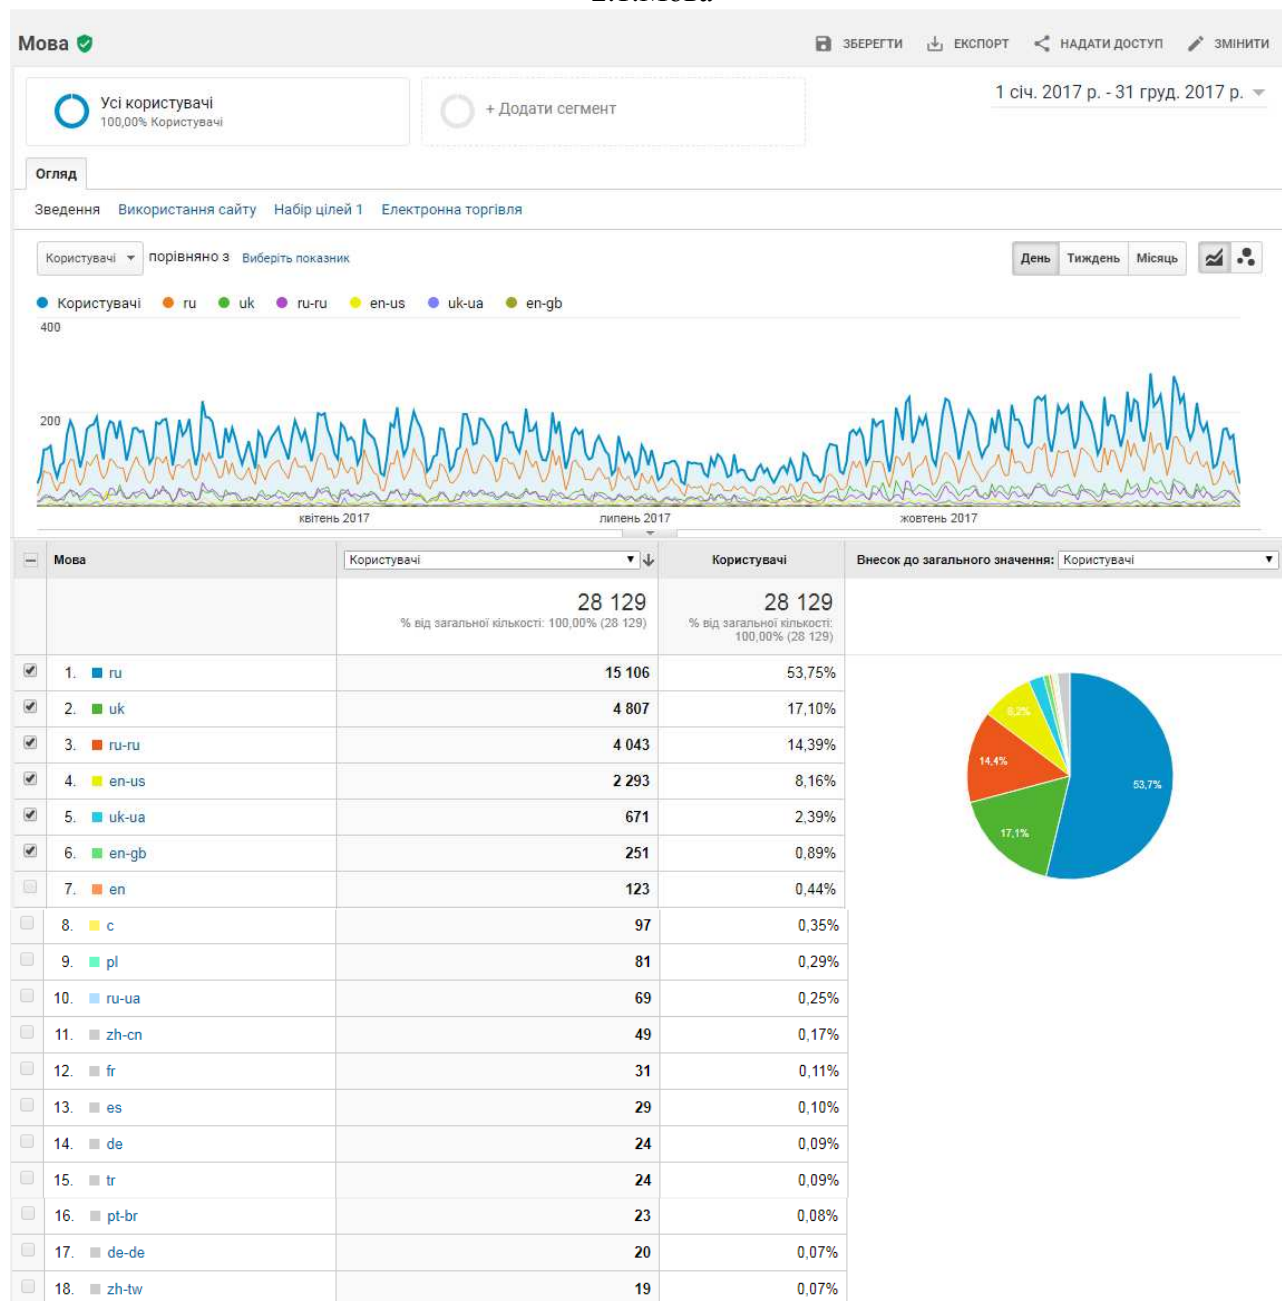 2.1.Мова
Мова
ЗБЕРЕГТИ ЕКСПОРТ НАДАТИ ДОСТУП ЗМІНИТИ
Усі користувачі
100,00% Користувачі
+ Додати сегмент
1 січ. 2017 р. - 31 груд. 2017 р.
Огляд
Зведення Використання сайту Набір цілей 1 Електронна торгівля
Користувачі порівняно з Виберіть показник
День Тиждень Місяць
Користувачі ru uk ru-ru en-us uk-ua en-gb
400
200
квітень 2017 липень 2017 жовтень 2017
Мова Користувачі Користувачі Внесок до загального значення: Користувачі
28 129 28 129
% від загальної кількості: 100,00% (28 129) % від загальної кількості:
100,00% (28 129)
1. ru 15 106 53,75%
2. uk 4 807 17,10%
3. ru-ru 4 043 14,39%
4. en-us 2 293 8,16%
5. uk-ua 671 2,39%
6. en-gb 251 0,89%
7. en 123 0,44%
8. c 97 0,35%
9. pl 81 0,29%
10. ru-ua 69 0,25%
11. zh-cn 49 0,17%
12. fr 31 0,11%
13. es 29 0,10%
14. de 24 0,09%
15. tr 24 0,09%
16. pt-br 23 0,08%
17. de-de 20 0,07%
18. zh-tw 19 0,07%
8,2%
14,4%
53,7%
17,1%